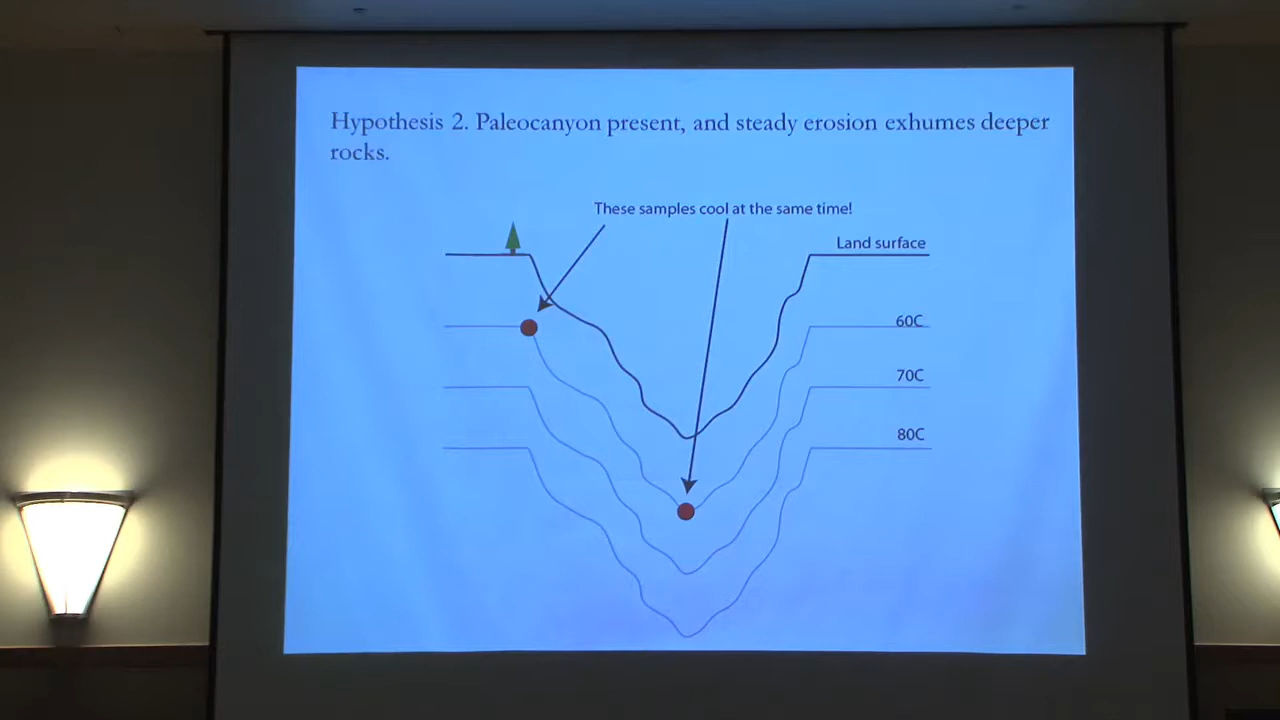 Hypothesis 2. Paleocanyon present, and steady erosion exhumes deeper
rocks.
These samples cool at the same time!
Land surface
60C
70C
80C